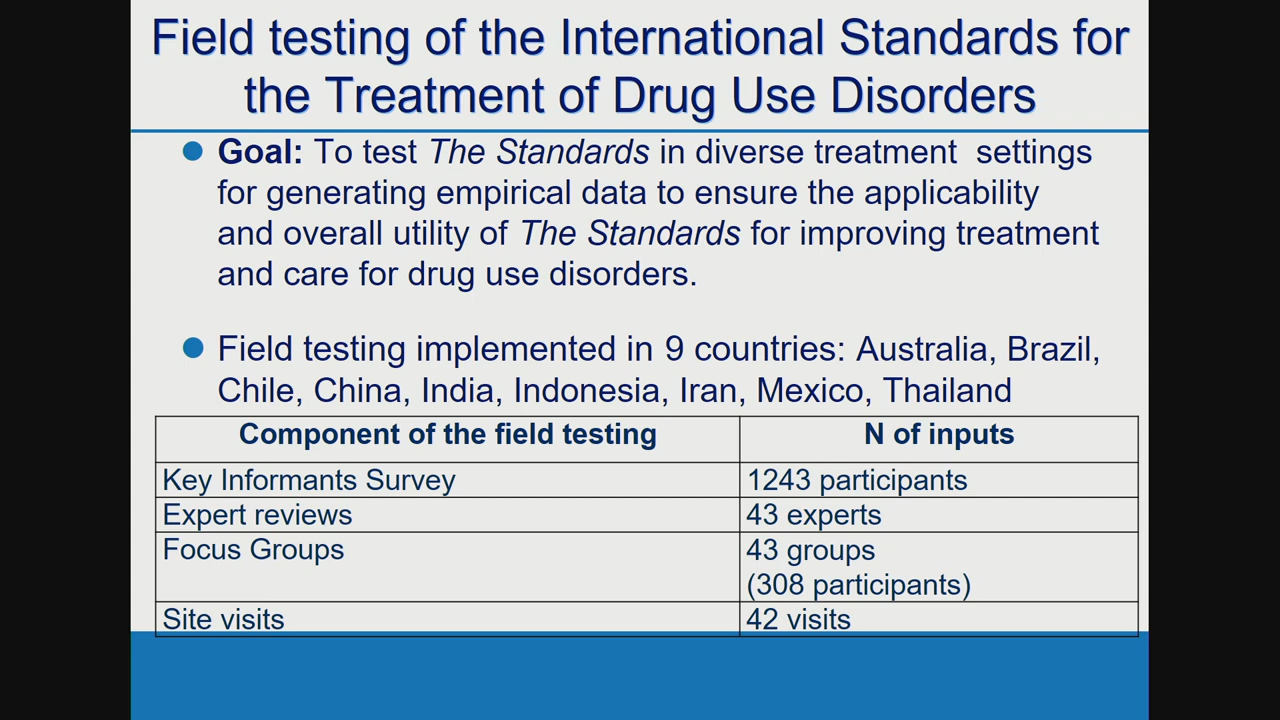 Field testing of the International Standards for
the Treatment of Drug Use Disorders
Goal: To test The Standards in diverse treatment settings
for generating empirical data to ensure the applicability
and overall utility of The Standards for improving treatment
and care for drug use disorders.
Field testing implemented in 9 countries: Australia, Brazil,
Chile, China, India, Indonesia, Iran, Mexico, Thailand
Component of the field testing N of inputs
Key Informants Survey 1243 participants
Expert reviews 43 experts
Focus Groups 43 groups
(308 participants)
Site visits 42 visits